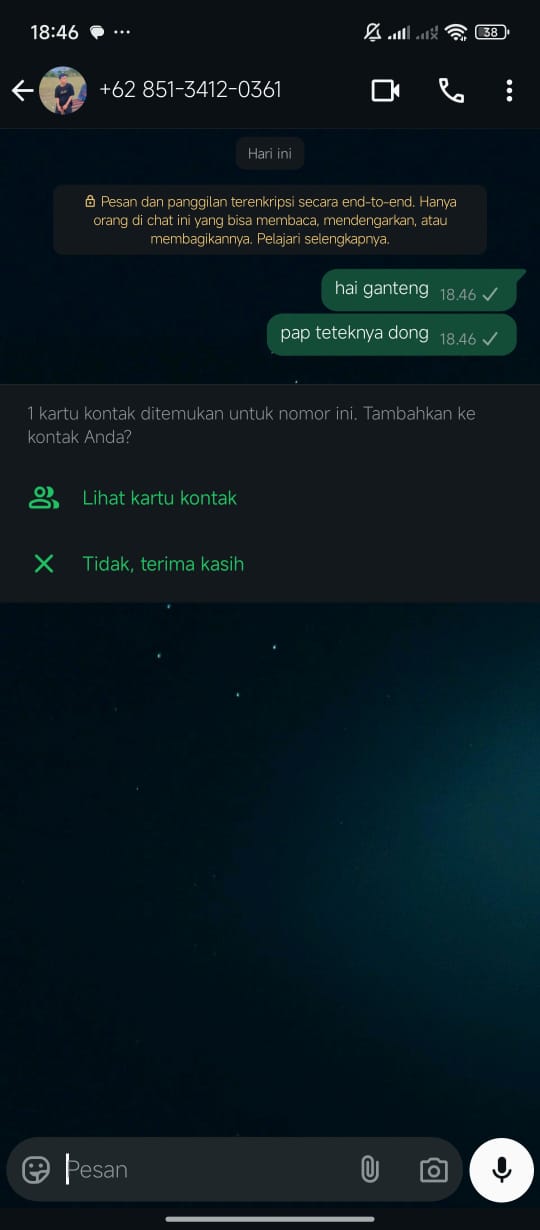 18:46
38
+62 851-3412-0361
Hari ini
Pesan dan panggilan terenkripsi secara end-to-end. Hanya
orang di chat ini yang bisa membaca, mendengarkan, atau
membagikannya. Pelajari selengkapnya.
hai ganteng 18.46
pap teteknya dong 18.46
1 kartu kontak ditemukan untuk nomor ini. Tambahkan ke
kontak Anda?
Lihat kartu kontak
Tidak, terima kasih
Pesan